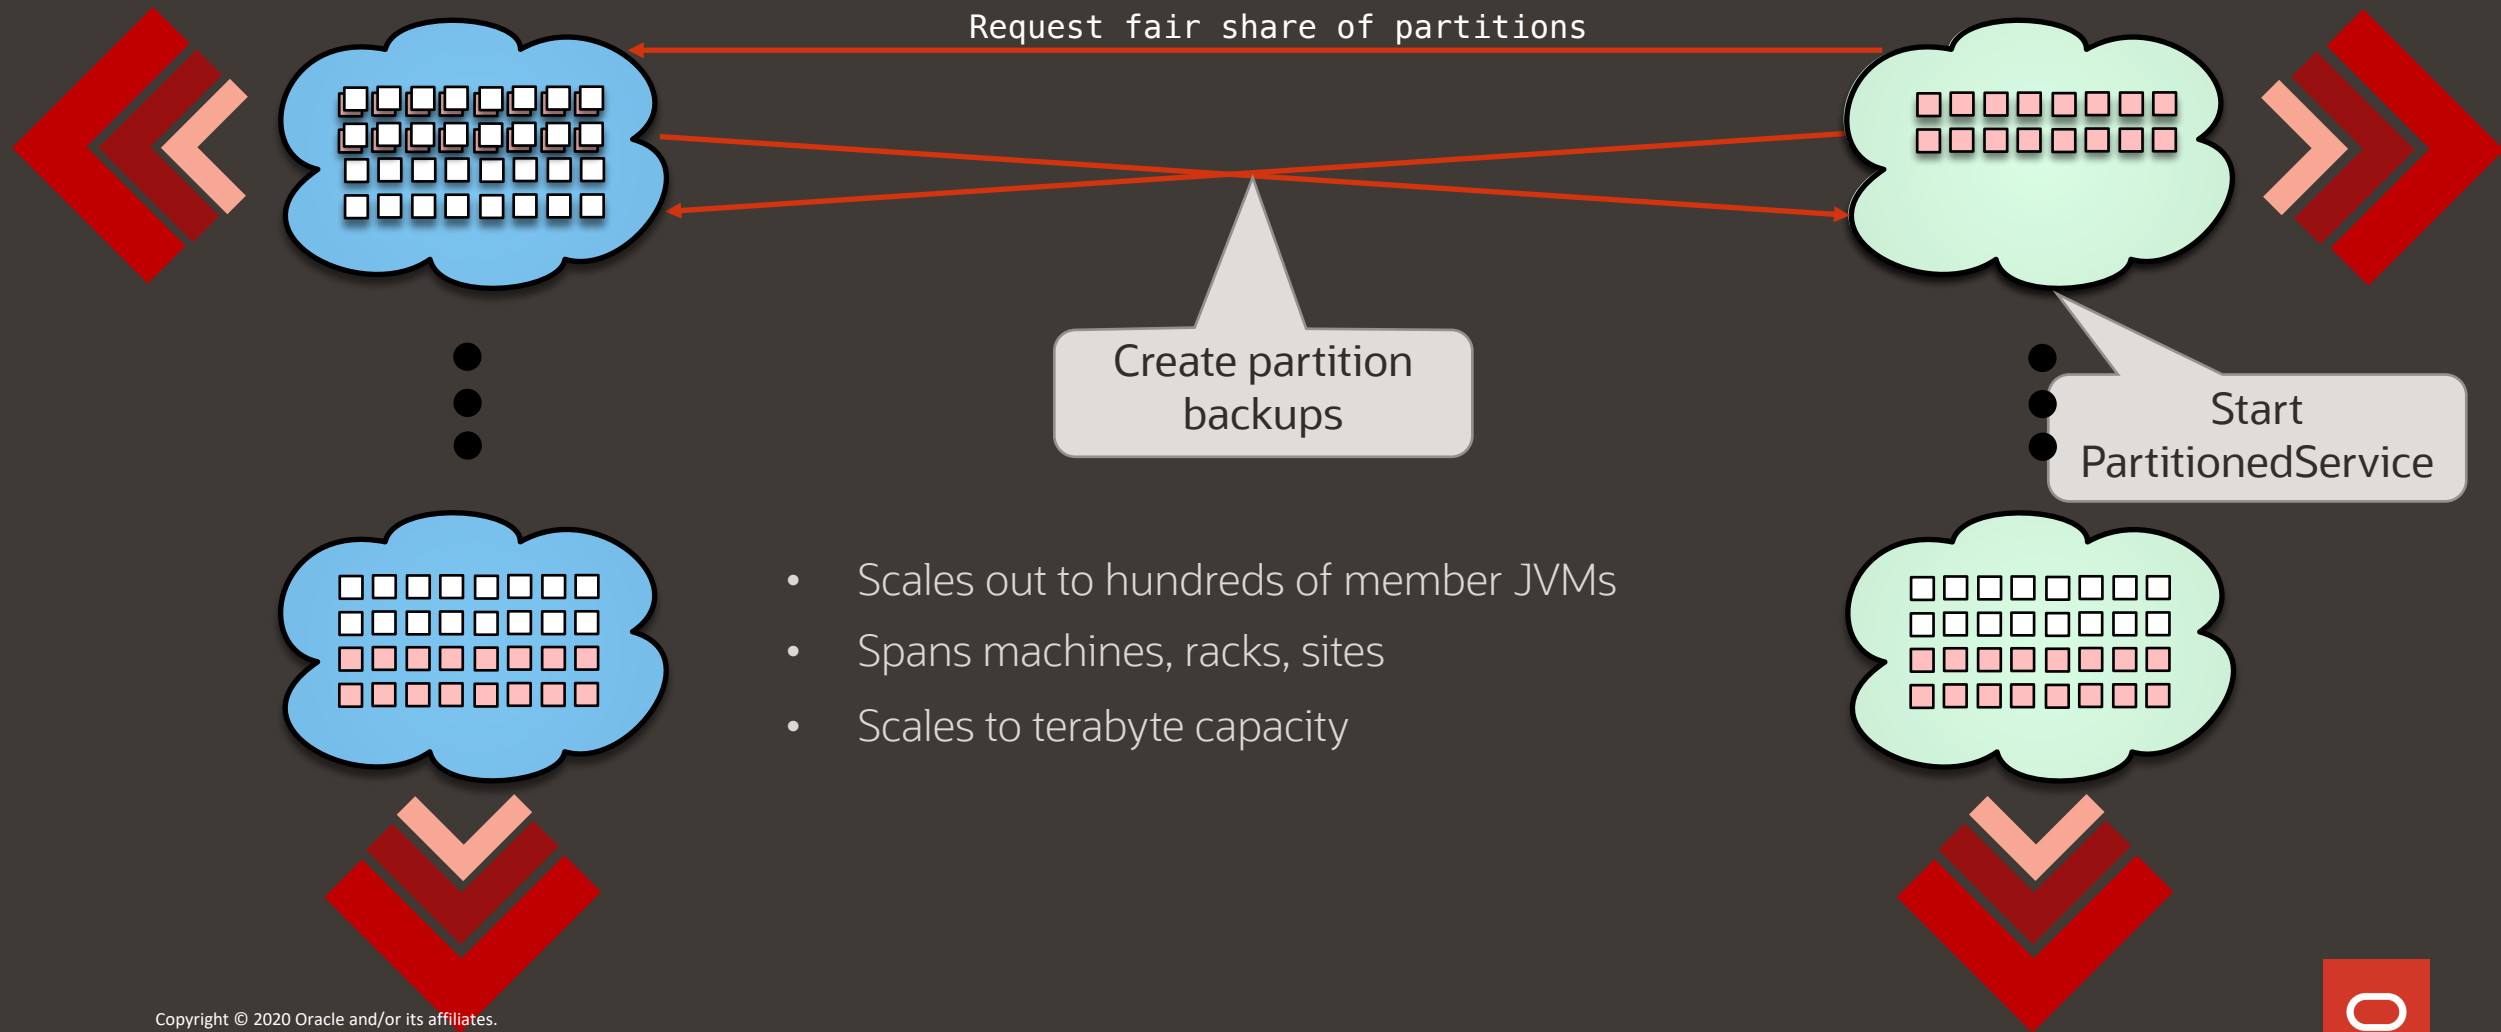 Request fair share of partitions
Create partition
backups
Start
PartitionedService
• Scales out to hundreds of member JVMs
• Spans machines, racks, sites
• Scales to terabyte capacity
Copyright © 2020 Oracle and/or its affiliates.